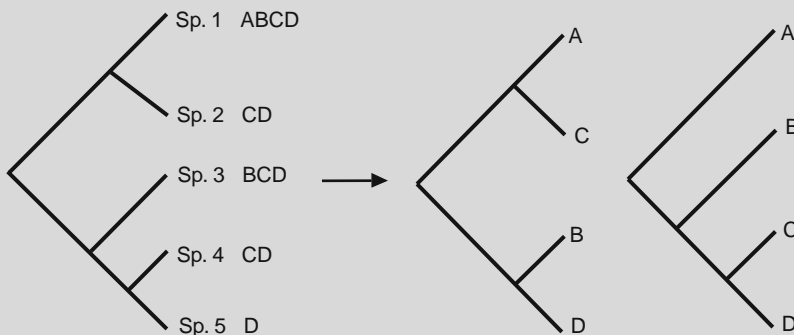 Sp. 1 ABCD
Sp. 2 CD
Sp. 3 BCD
Sp. 4 CD
Sp. 5 D
A
C
B
D
A
B
C
D